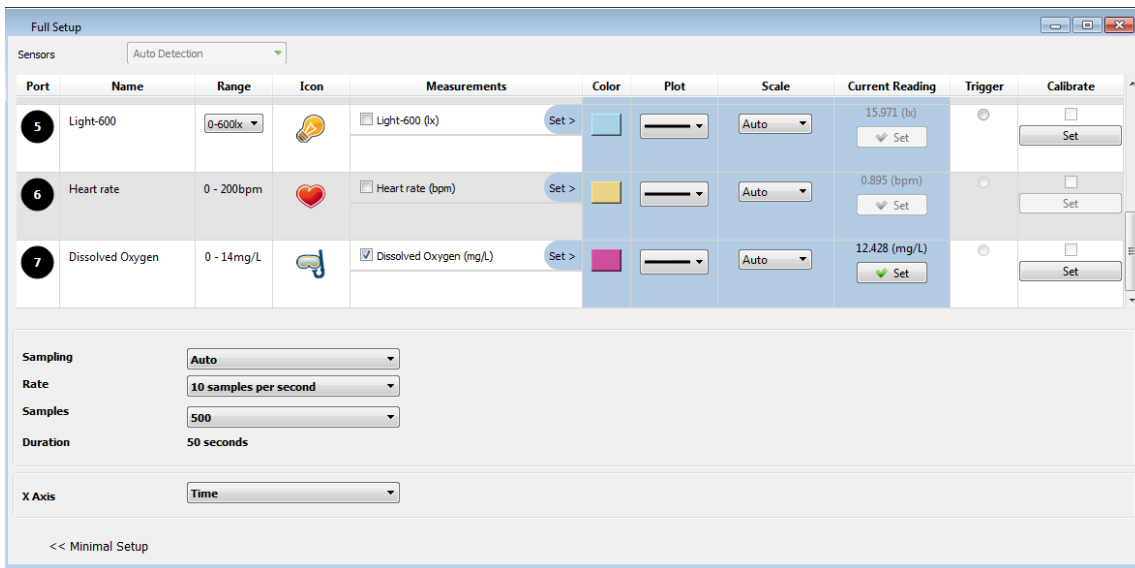 Full Setup
Sensors Auto Detection
Port Name Range Icon Measurements Color Plot Scale Current Reading Trigger Calibrate
5 Light-600 0-600lx Light-600 (lx) Set > Auto 15.971 (lx)
Set Set
6 Heart rate 0 - 200bpm Heart rate (bpm) Set > Auto 0.895 (bpm)
Set Set
7 Dissolved Oxygen 0 - 14mg/L Dissolved Oxygen (mg/L) Set > Auto 12.428 (mg/L)
Set Set
Sampling Auto
Rate 10 samples per second
Samples 500
Duration 50 seconds
X Axis Time
<< Minimal Setup